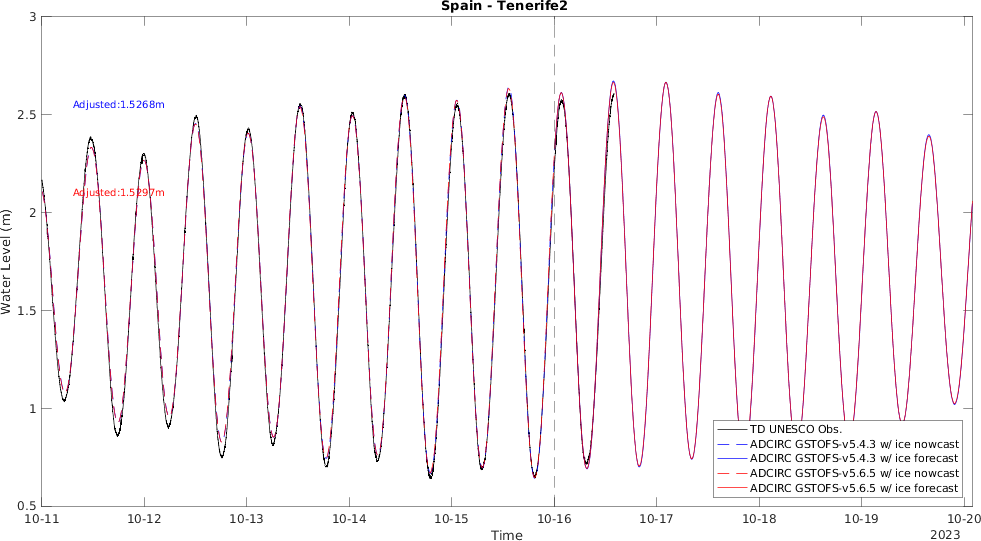 Spain - Tenerife2
3
Adjusted:1.5268m
2.5
Adjusted:1.5297m
2
Water Level (m)
1.5
1
TD UNESCO Obs.
ADCIRC GSTOFS-v5.4.3 w/ ice nowcast
ADCIRC GSTOFS-v5.4.3 w/ ice forecast
ADCIRC GSTOFS-v5.6.5 w/ ice nowcast
ADCIRC GSTOFS-v5.6.5 w/ ice forecast
0.5
10-11 10-12 10-13 10-14 10-15 10-16 10-17 10-18 10-19 10-20
Time
2023